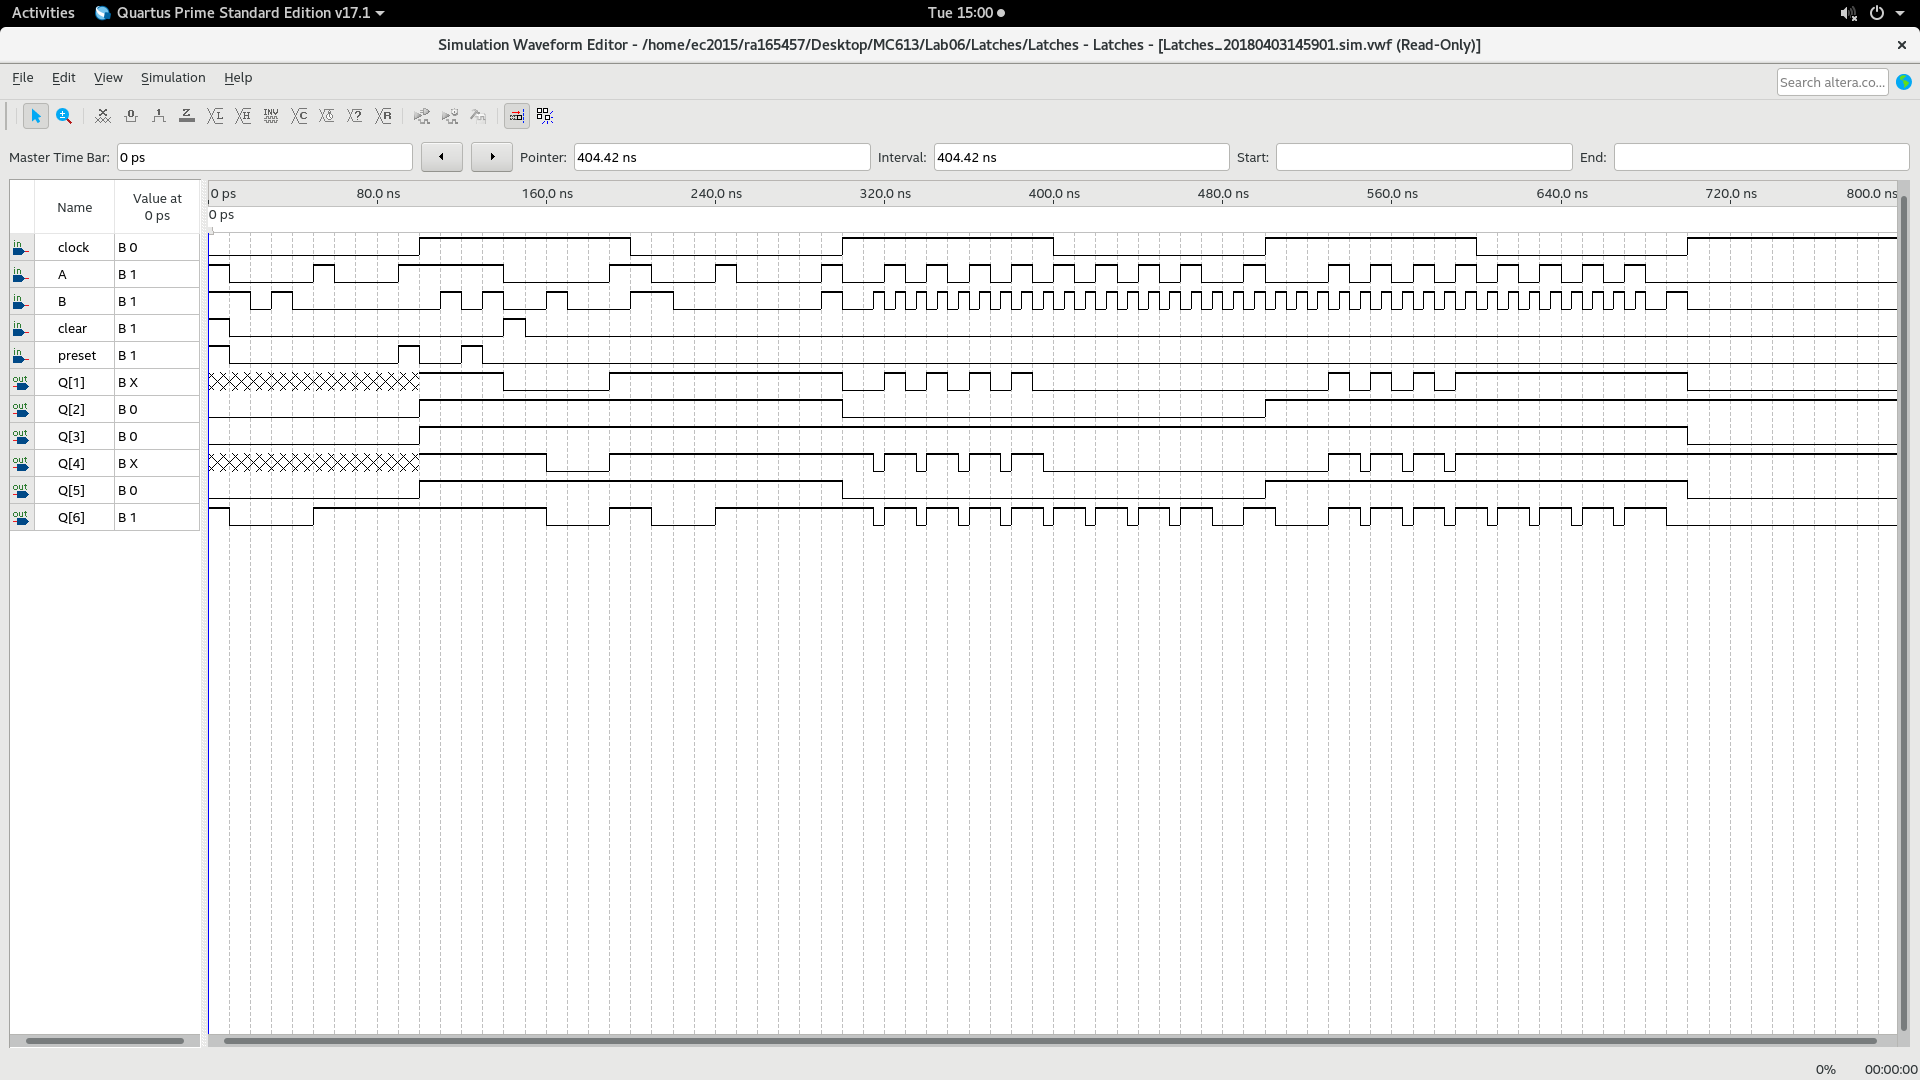 Activities Quartus Prime Standard Edition v17.1 Tue 15:00
Simulation Waveform Editor - /home/ec2015/ra165457/Desktop/MC613/Lab06/Latches/Latches - Latches - [Latches_20180403145901.sim.vwf (Read-Only)]
File Edit View Simulation Help Search altera.co...
Master Time Bar: 0 ps Pointer: 404.42 ns Interval: 404.42 ns Start: End:
Name Value at 0 ps
0 ps 80.0 ns 160.0 ns 240.0 ns 320.0 ns 400.0 ns 480.0 ns 560.0 ns 640.0 ns 720.0 ns 800.0 ns
0 ps
in clock B 0
in A B 1
in B B 1
in clear B 1
in preset B 1
out Q[1] B X
out Q[2] B 0
out Q[3] B 0
out Q[4] B X
out Q[5] B 0
out Q[6] B 1
0% 00:00:00